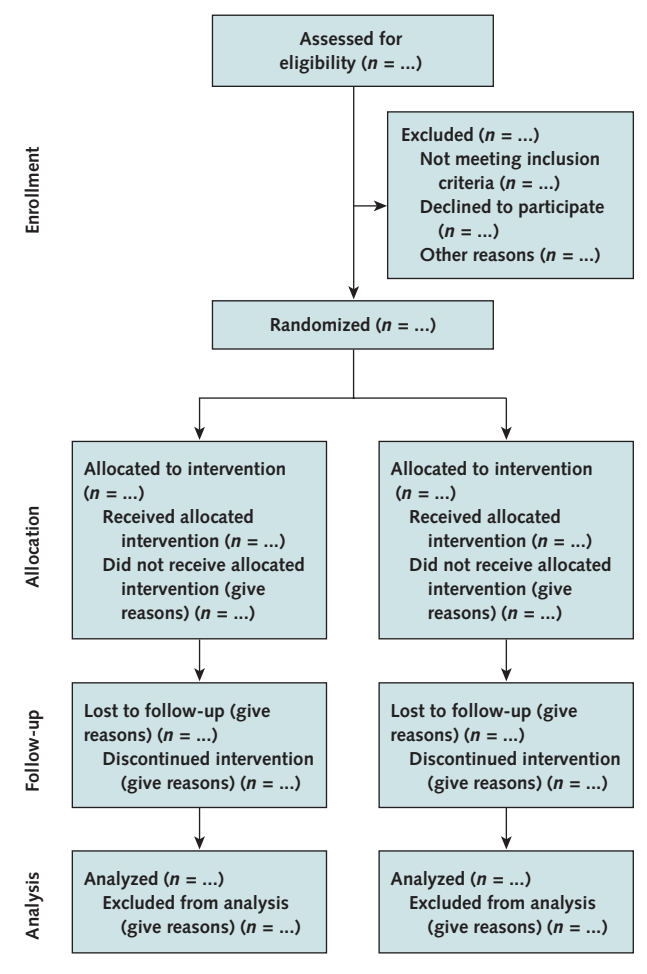 Assessed for
eligibility (n = ...)
Enrollment
Excluded (n = ...)
Not meeting inclusion
criteria (n = ...)
Declined to participate
(n = ...)
Other reasons (n = ...)
Randomized (n = ...)
Allocation
Allocated to intervention
(n = ...)
Received allocated
intervention (n = ...)
Did not receive allocated
intervention (give
reasons) (n = ...)
Allocated to intervention
(n = ...)
Received allocated
intervention (n = ...)
Did not receive allocated
intervention (give
reasons) (n = ...)
Follow-up
Lost to follow-up (give
reasons) (n = ...)
Discontinued intervention
(give reasons) (n = ...)
Lost to follow-up (give
reasons) (n = ...)
Discontinued intervention
(give reasons) (n = ...)
Analysis
Analyzed (n = ...)
Excluded from analysis
(give reasons) (n = ...)
Analyzed (n = ...)
Excluded from analysis
(give reasons) (n = ...)